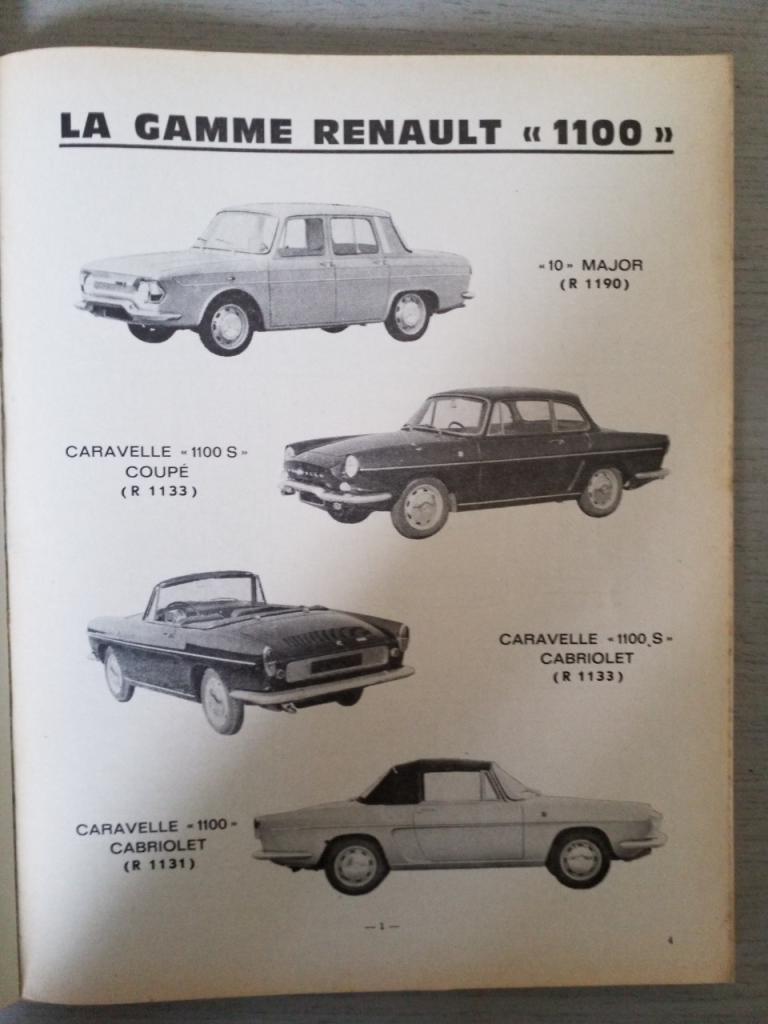 LA GAMME RENAULT « 1100 »
«10» MAJOR
(R 1190)
CARAVELLE «1100 S»
COUPÉ
(R 1133)
CARAVELLE «1100 S»
CABRIOLET
(R 1133)
CARAVELLE «1100»
CABRIOLET
(R 1131)
— 1 —
4